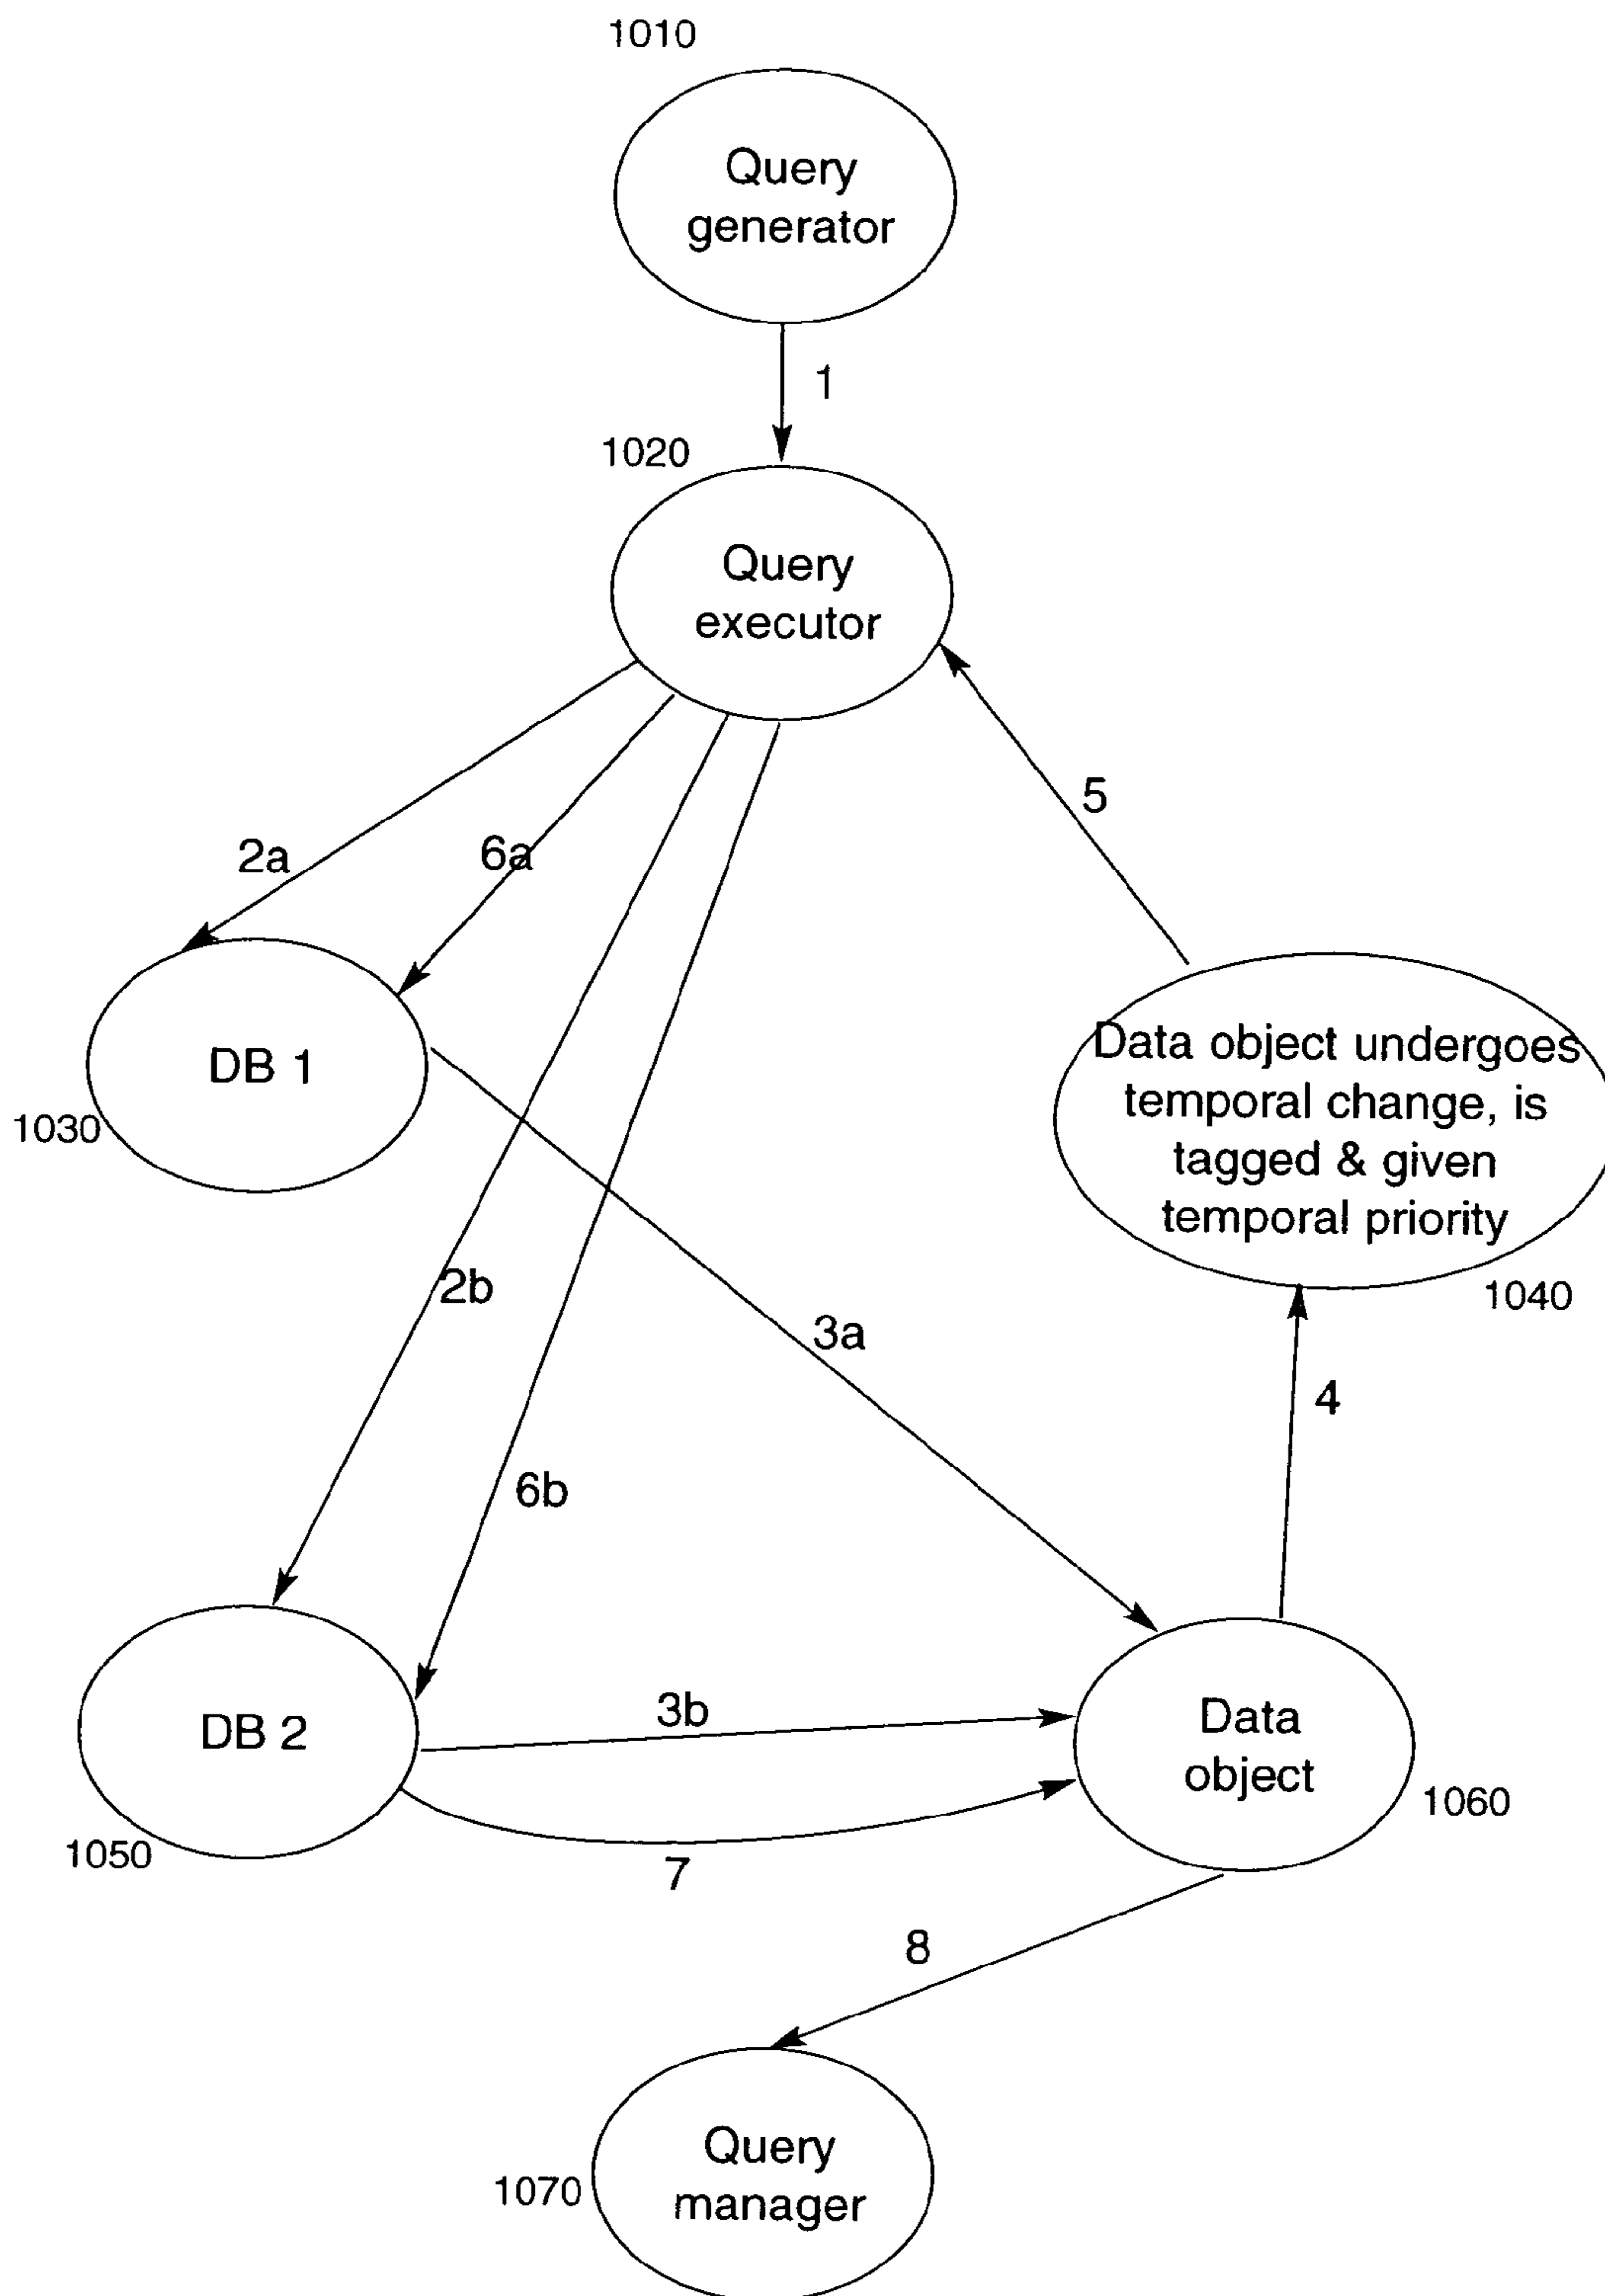 1010
Query
generator
1
1020
Query
executor
5
2a
6a
Data object undergoes
temporal change, is
tagged & given
temporal priority
DB 1
1030
2b
1040
3a
4
6b
3b
DB 2
Data
object
1060
1050
7
8
Query
manager
1070